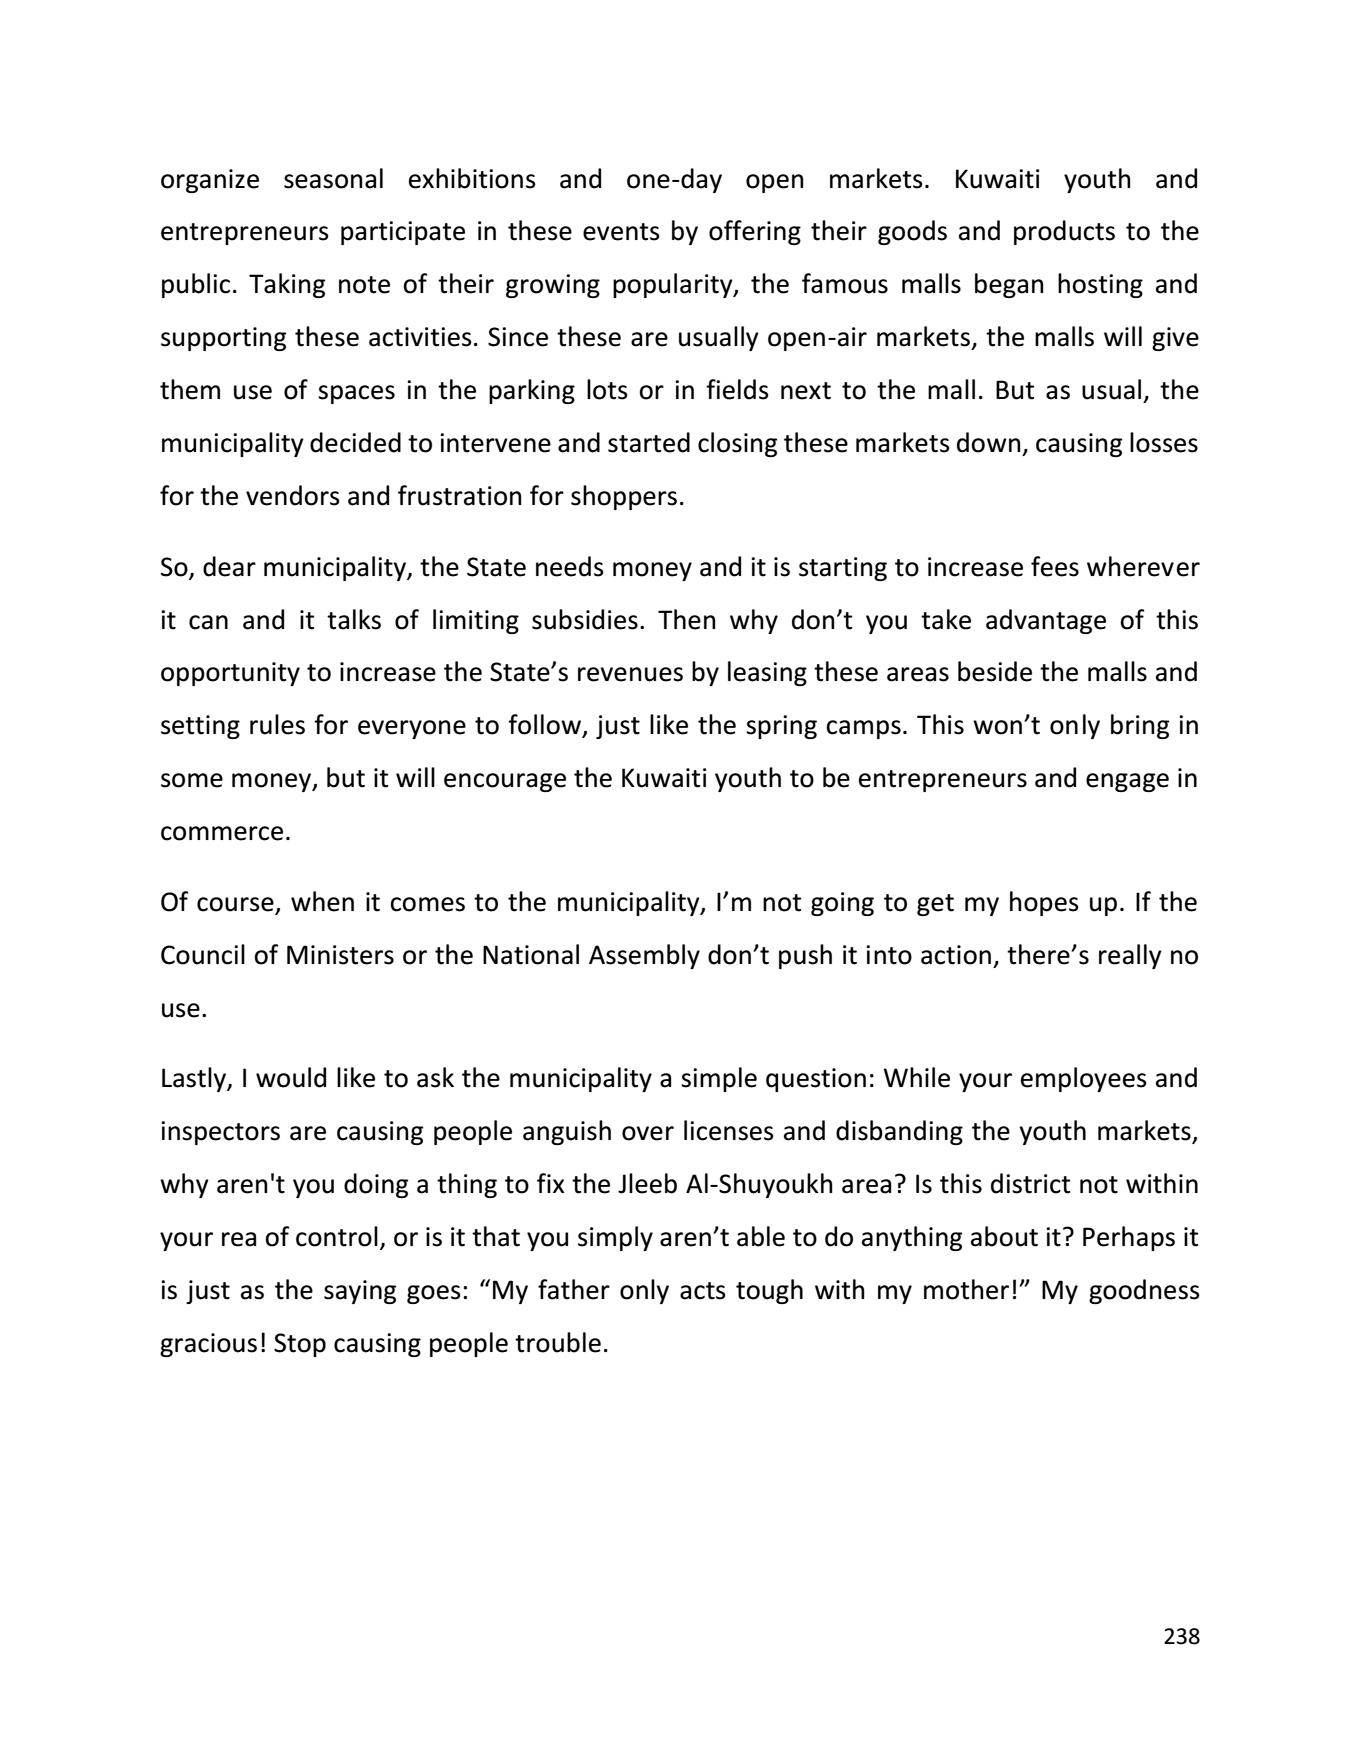 organize seasonal exhibitions and one-day open markets. Kuwaiti youth and
entrepreneurs participate in these events by offering their goods and products to the
public. Taking note of their growing popularity, the famous malls began hosting and
supporting these activities. Since these are usually open-air markets, the malls will give
them use of spaces in the parking lots or in fields next to the mall. But as usual, the
municipality decided to intervene and started closing these markets down, causing losses
for the vendors and frustration for shoppers.
So, dear municipality, the State needs money and it is starting to increase fees wherever
it can and it talks of limiting subsidies. Then why don’t you take advantage of this
opportunity to increase the State’s revenues by leasing these areas beside the malls and
setting rules for everyone to follow, just like the spring camps. This won’t only bring in
some money, but it will encourage the Kuwaiti youth to be entrepreneurs and engage in
commerce.
Of course, when it comes to the municipality, I’m not going to get my hopes up. If the
Council of Ministers or the National Assembly don’t push it into action, there’s really no
use.
Lastly, I would like to ask the municipality a simple question: While your employees and
inspectors are causing people anguish over licenses and disbanding the youth markets,
why aren't you doing a thing to fix the Jleeb Al-Shuyoukh area? Is this district not within
your rea of control, or is it that you simply aren’t able to do anything about it? Perhaps it
is just as the saying goes: “My father only acts tough with my mother!” My goodness
gracious! Stop causing people trouble.
238